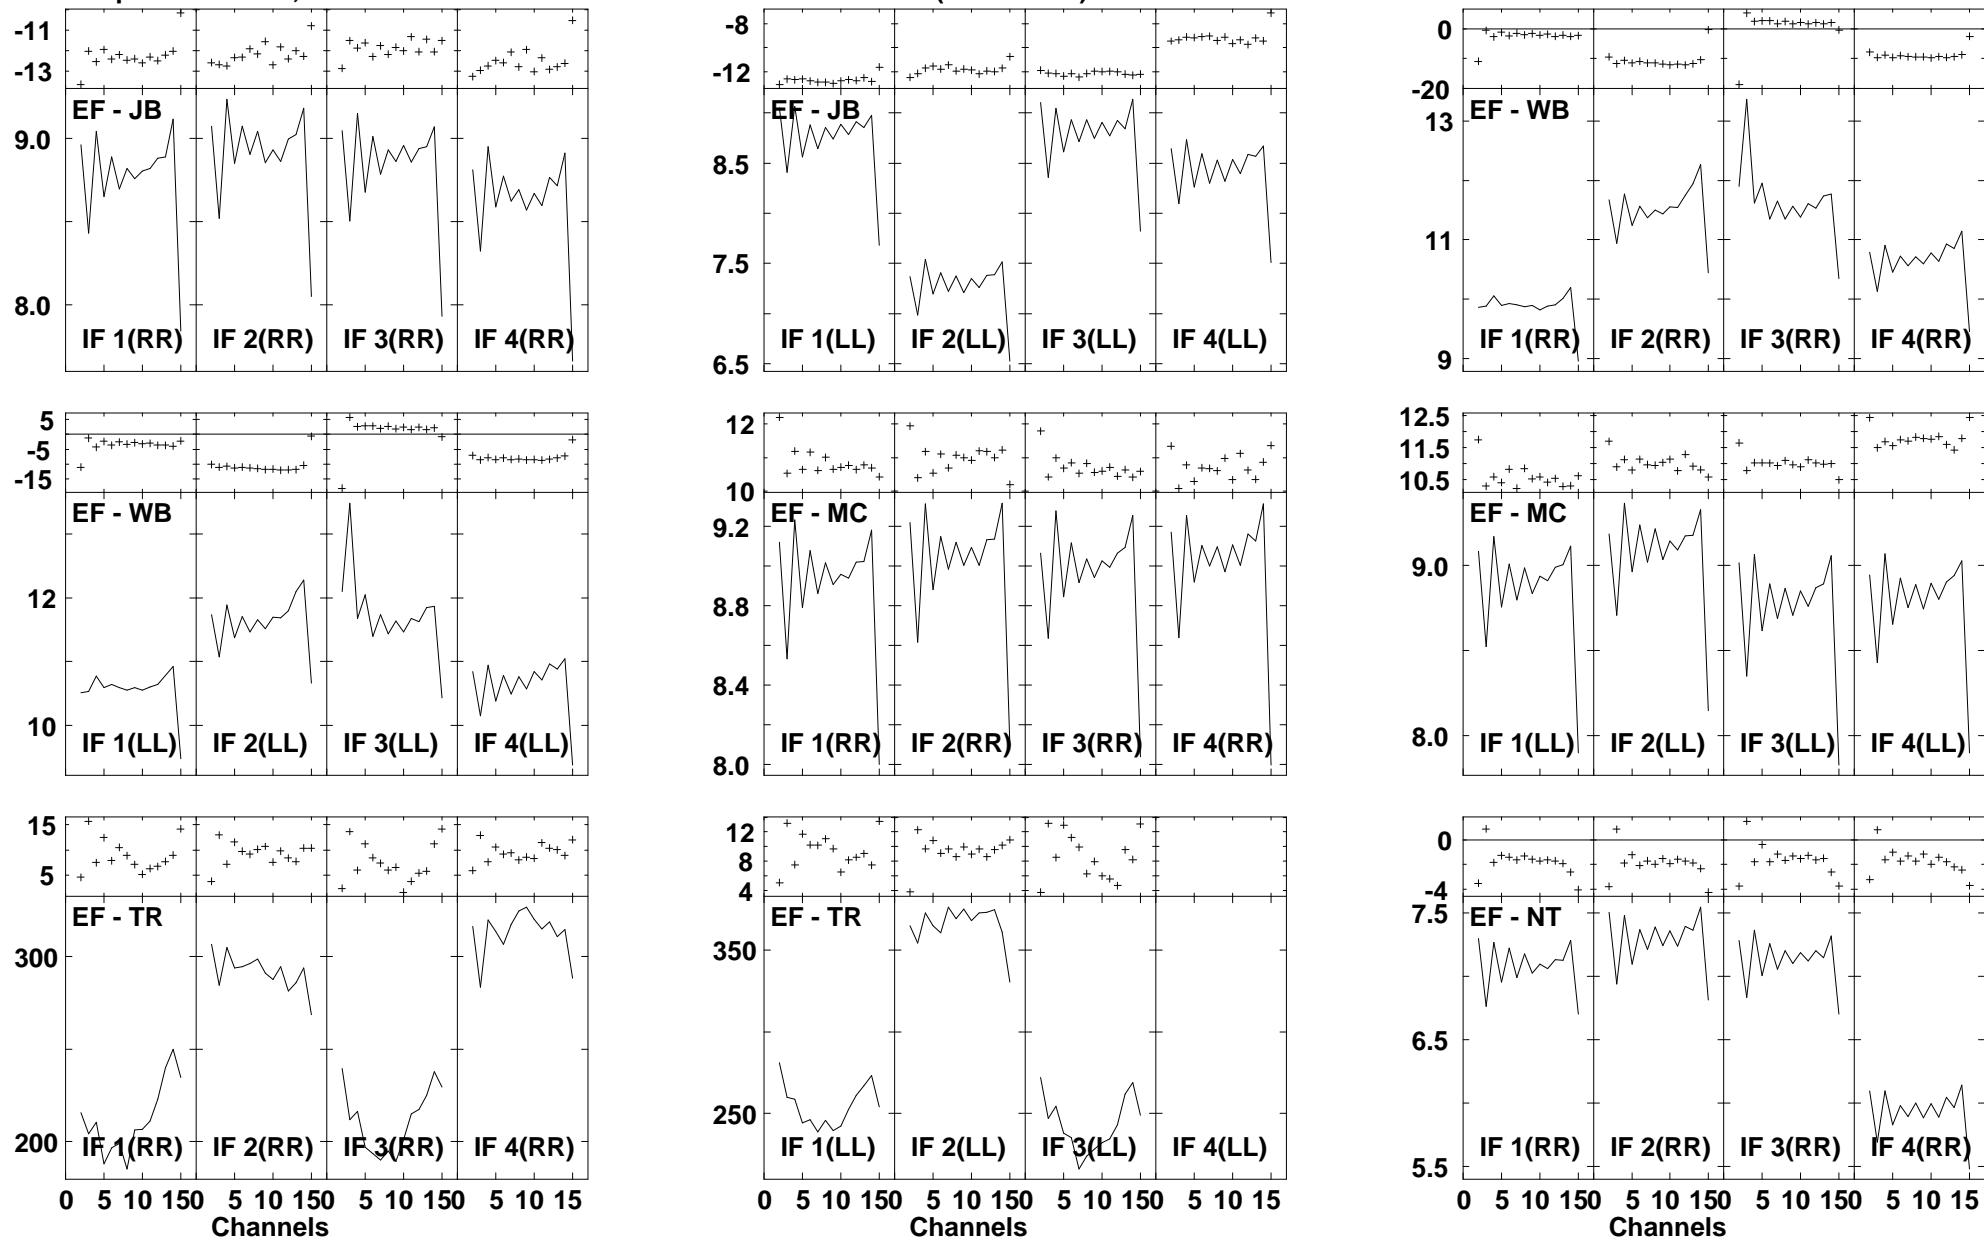 -11
-13
EF - JB
9.0
8.0
IF 1(RR) IF 2(RR) IF 3(RR) IF 4(RR)
-8
-12
EF - JB
8.5
7.5
6.5
IF 1(LL) IF 2(LL) IF 3(LL) IF 4(LL)
0
-20
EF - WB
13
11
9
IF 1(RR) IF 2(RR) IF 3(RR) IF 4(RR)
5
-5
-15
EF - WB
12
10
IF 1(LL) IF 2(LL) IF 3(LL) IF 4(LL)
12
10
EF - MC
9.2
8.8
8.4
8.0
IF 1(RR) IF 2(RR) IF 3(RR) IF 4(RR)
12.5
11.5
10.5
EF - MC
9.0
8.0
IF 1(LL) IF 2(LL) IF 3(LL) IF 4(LL)
15
5
EF - TR
300
200
IF 1(RR) IF 2(RR) IF 3(RR) IF 4(RR)
0 5 10 150 5 10 150 5 10 150 5 10 15
Channels
12
8
4
EF - TR
350
250
IF 1(LL) IF 2(LL) IF 3(LL) IF 4(LL)
0 5 10 150 5 10 150 5 10 150 5 10 15
Channels
0
-4
EF - NT
7.5
6.5
5.5
IF 1(RR) IF 2(RR) IF 3(RR) IF 4(RR)
0 5 10 150 5 10 150 5 10 150 5 10 15
Channels